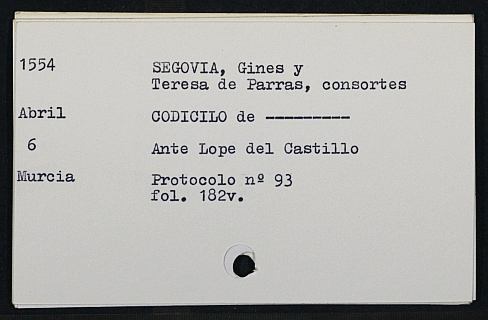 1554 SEGOVIA, Gines y
Teresa de Parras, consortes
Abril CODICILO de ---------
6 Ante Lope del Castillo
Murcia Protocolo nº 93
fol. 182v.